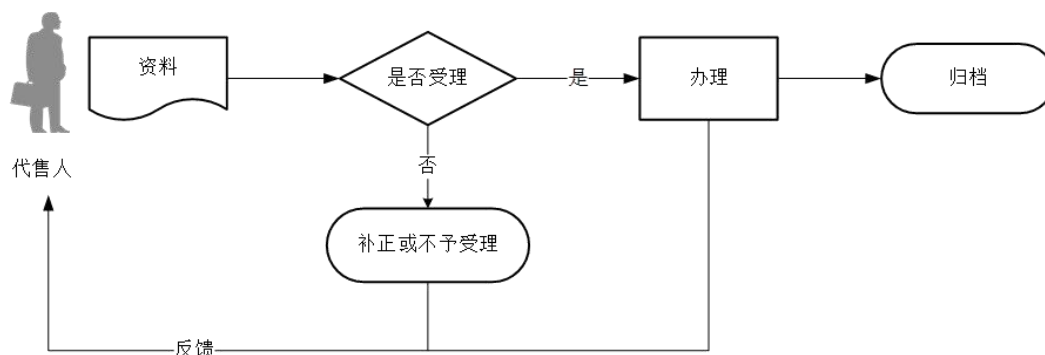 资料
是否受理
是
办理
归档
代售人
否
补正或不予受理
反馈